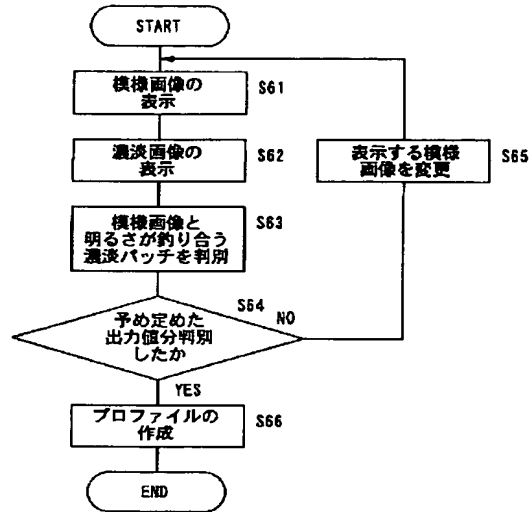 START
模様画像の
表示
S61
濃淡画像の
表示
S62
模様画像と
明るさが釣り合う
濃淡パッチを判別
S63
予め定めた
出力値分判別
したか
S64
NO
表示する模様
画像を変更
S65
YES
プロファイルの
作成
S66
END